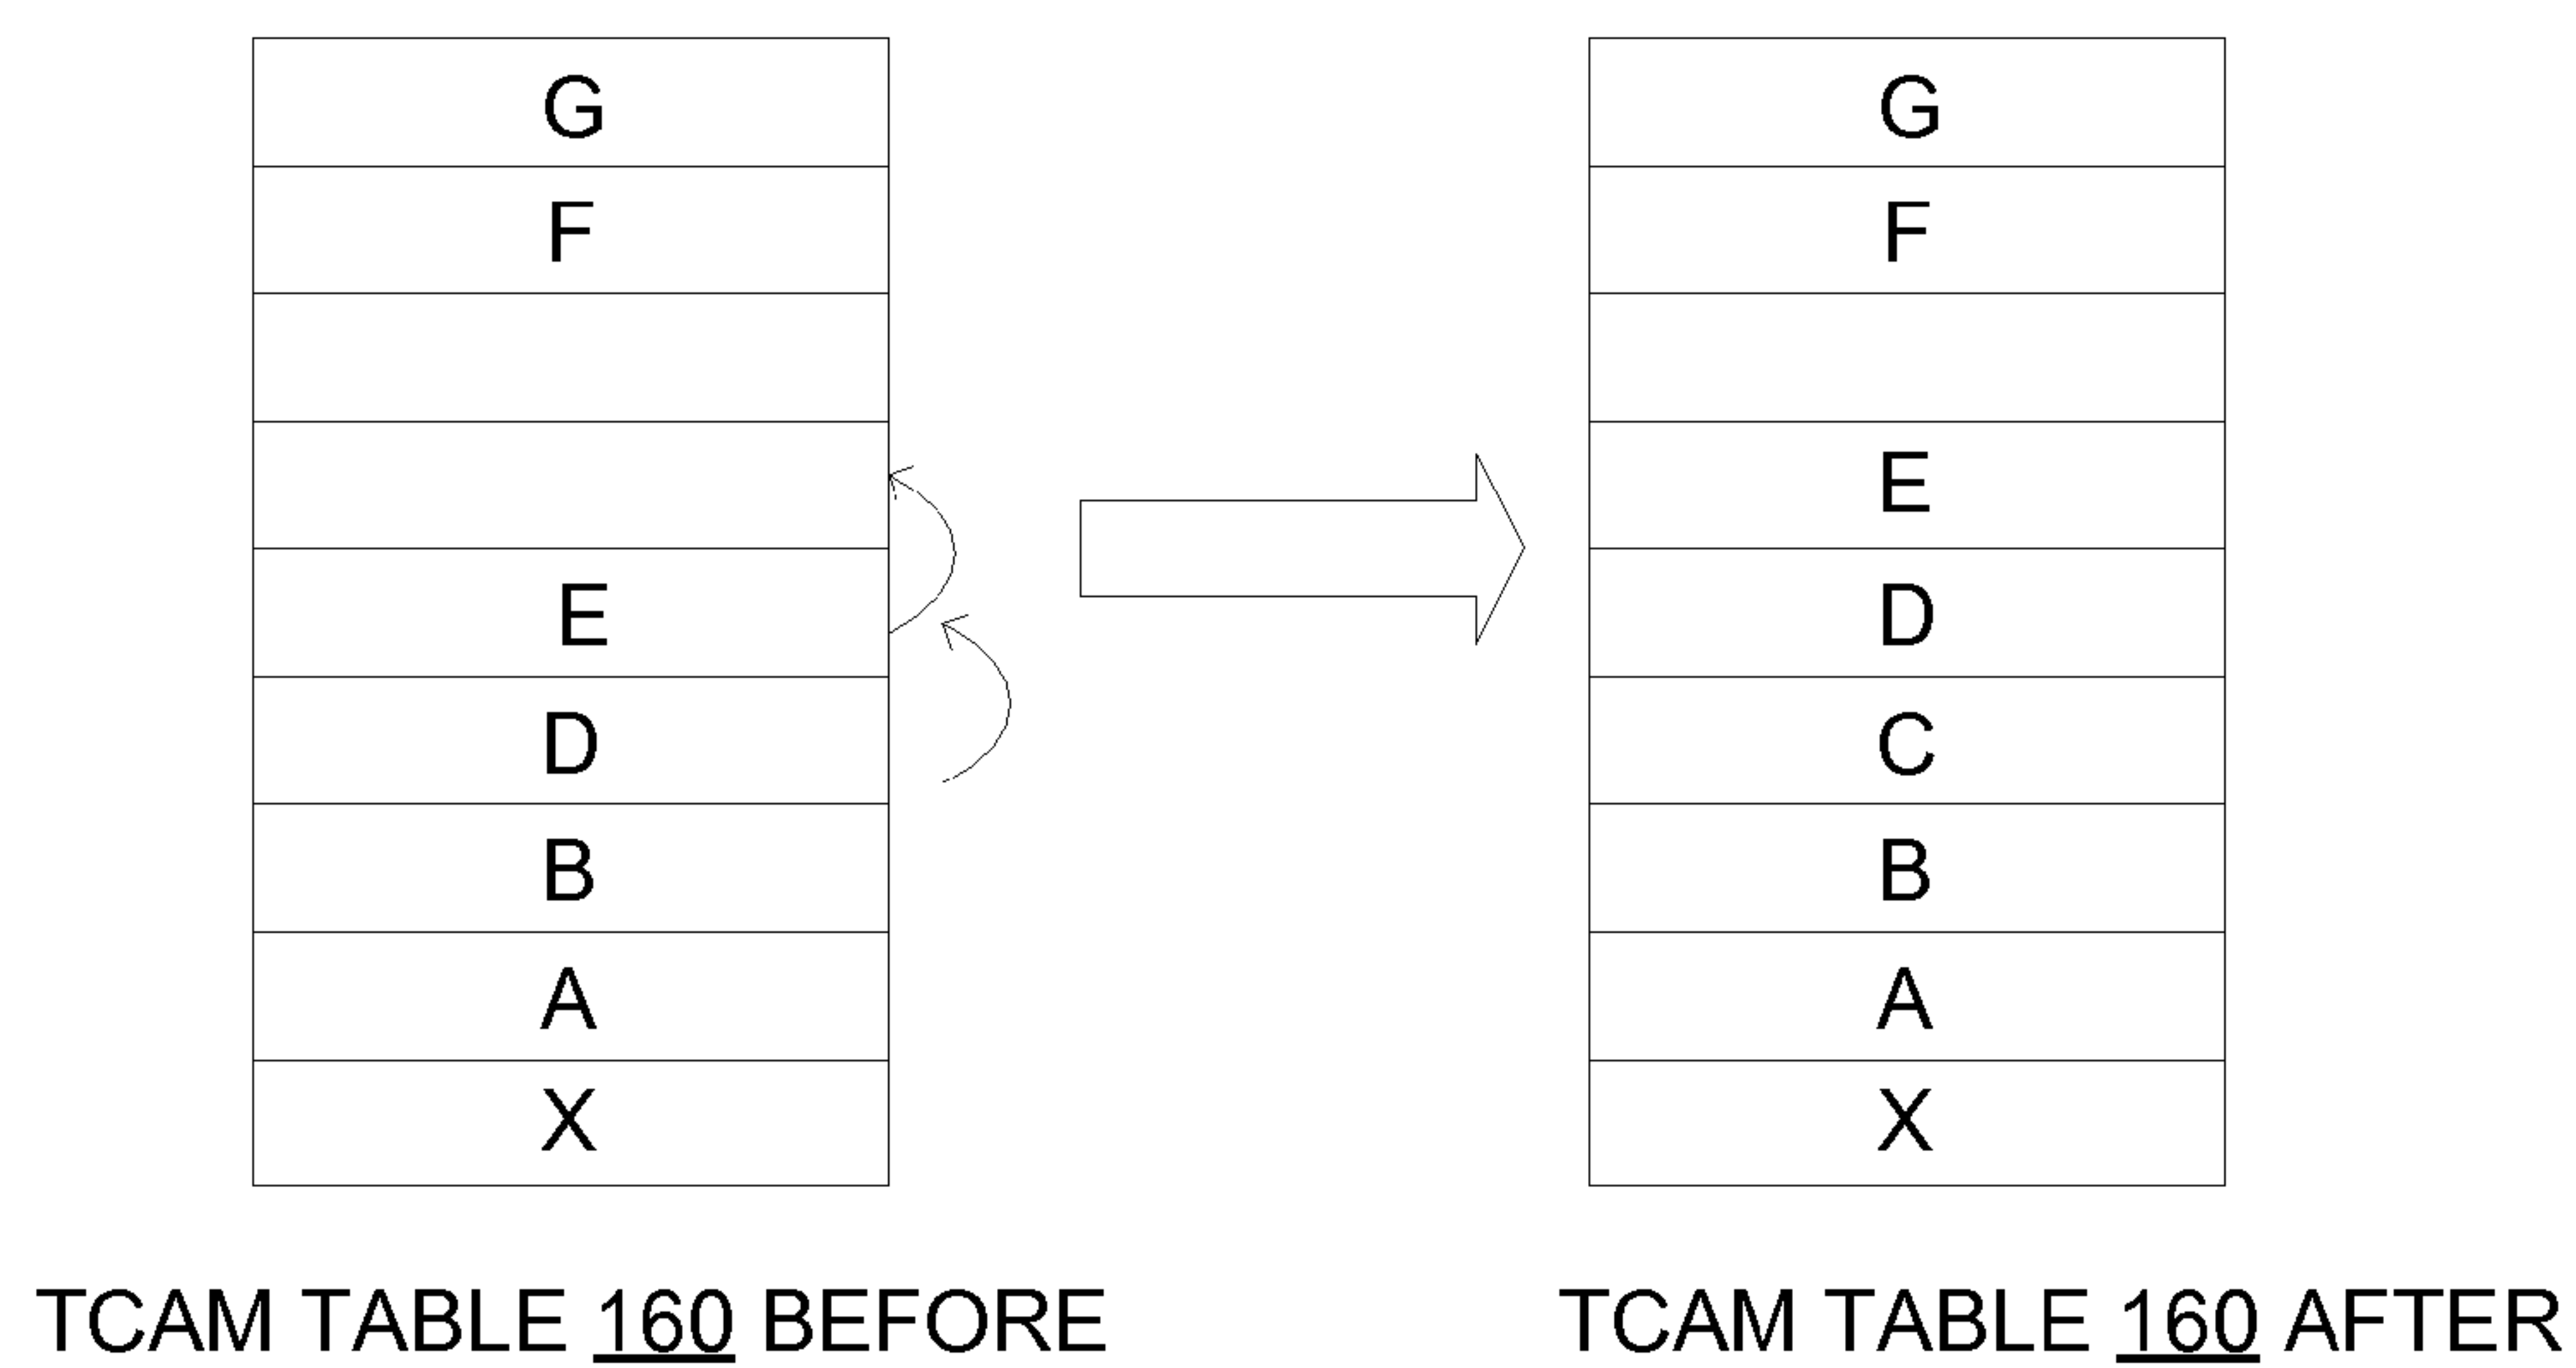 G
F
E
D
B
A
X
TCAM TABLE 160 BEFORE
G
F
E
D
C
B
A
X
TCAM TABLE 160 AFTER